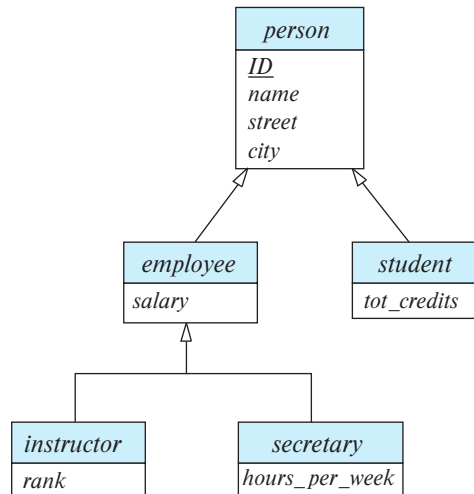 person
ID
name
street
city
employee
salary
student
tot_credits
instructor
rank
secretary
hours_per_week